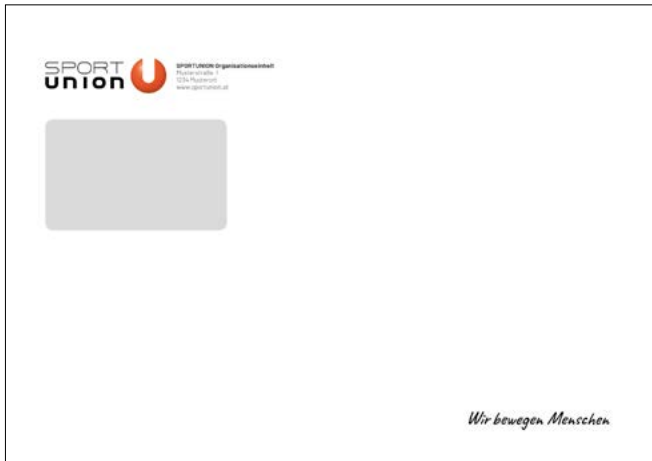 SPORT
union
SPORTUNION Organisationseinheit
Musterstraße 1
1234 Musterort
www.sportunion.at
Wir bewegen Menschen